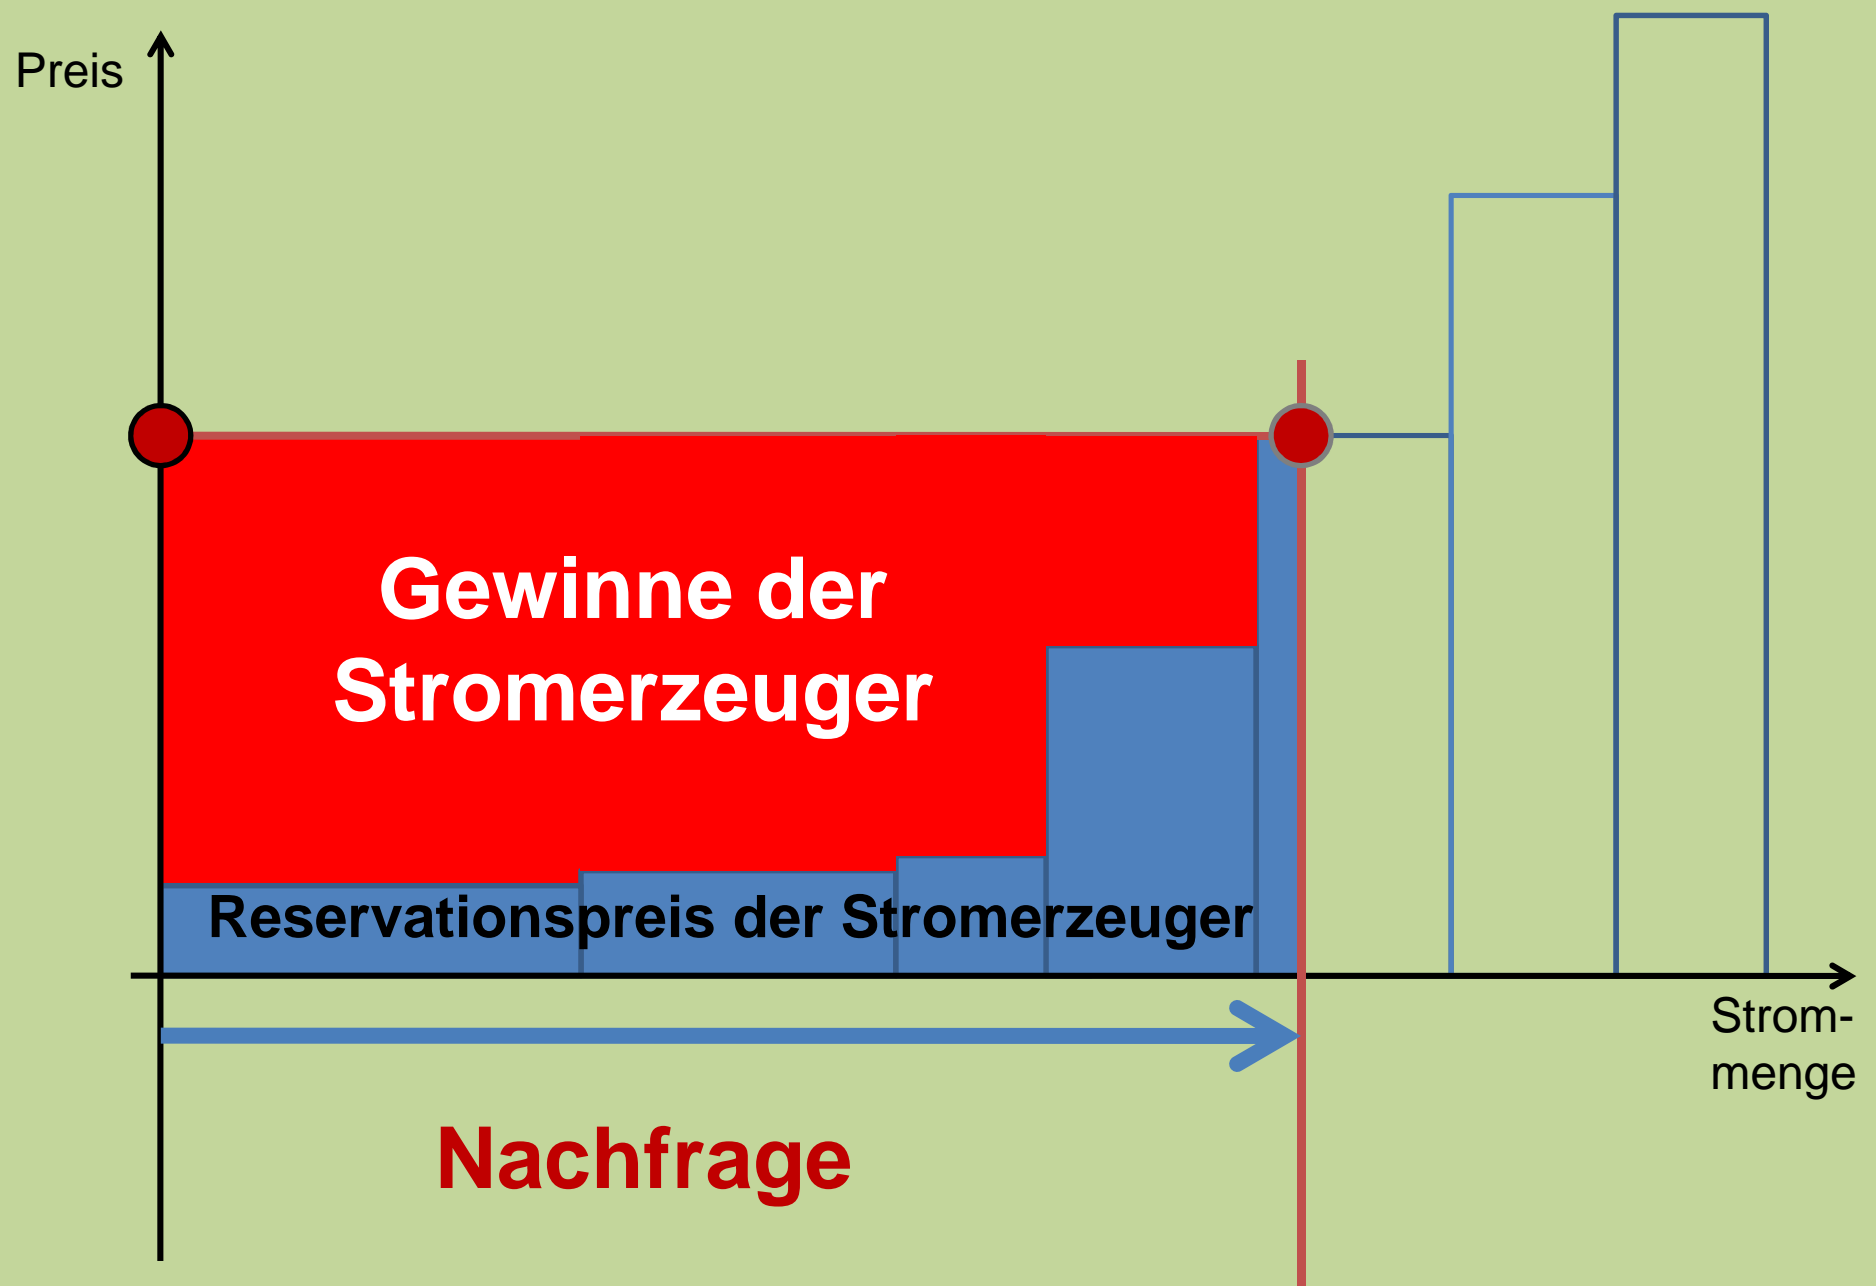 Preis
Gewinne der
Stromerzeuger
Reservationspreis der Stromerzeuger
Strom-
menge
Nachfrage